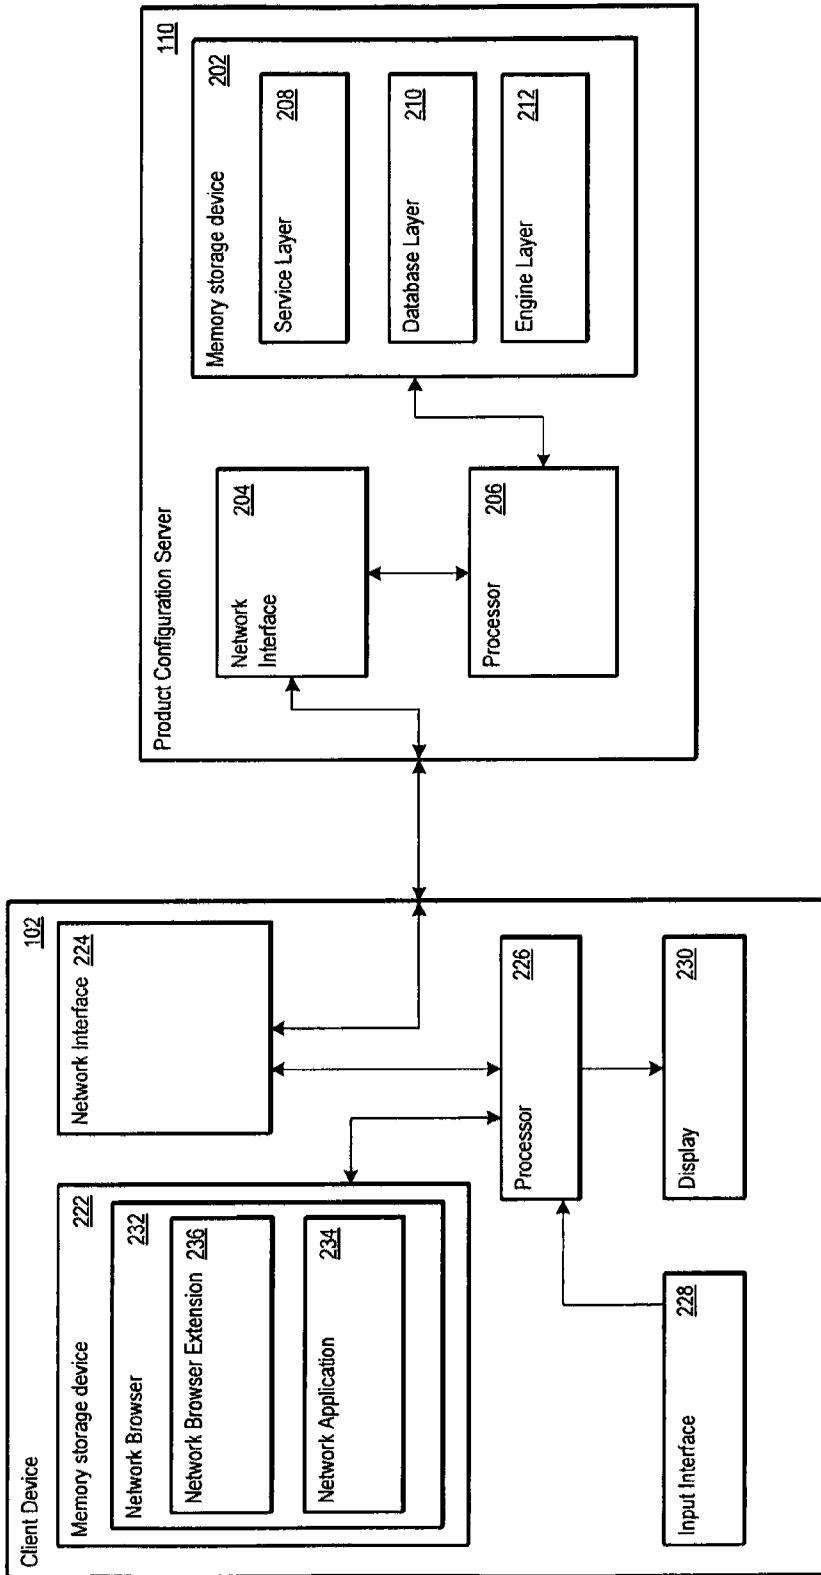 Client Device
102
Memory storage device
222
Network Browser
232
Network Browser Extension
236
Network Application
234
Network Interface
224
Processor
226
Input Interface
228
Display
230
Product Configuration Server
110
Network
Interface
204
Processor
206
Memory storage device
202
Service Layer
208
Database Layer
210
Engine Layer
212